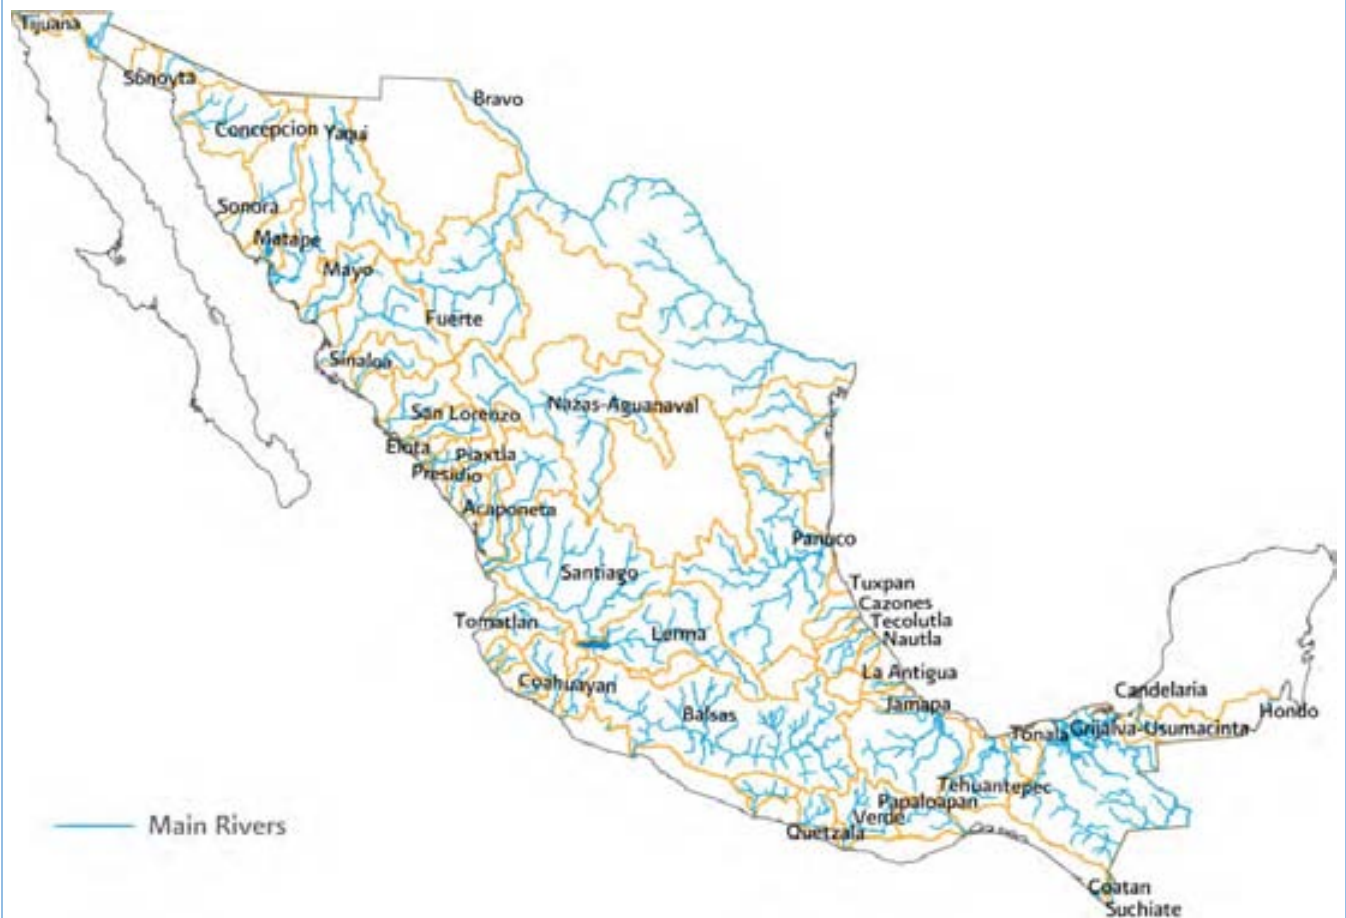 Tijuana
Sonoyta
Bravo
Concepcion
Yaqui
Sonora
Matape
Mayo
Fuerte
Sinaloa
Nazas-Aguanaval
San Lorenzo
Elota
Piaxtla
Presidio
Acaponeta
Panuco
Santiago
Tuxpan
Cazones
Tecolutla
Tomatlan
Lerma
Nautla
La Antigua
Coahuayan
Candelaria
Jamapa
Hondo
Balsas
Tonala
Grijalva-Usumacinta
Tehuantepec
Papaloapan
Verde
Main Rivers
Quetzala
Coatan
Suchiate